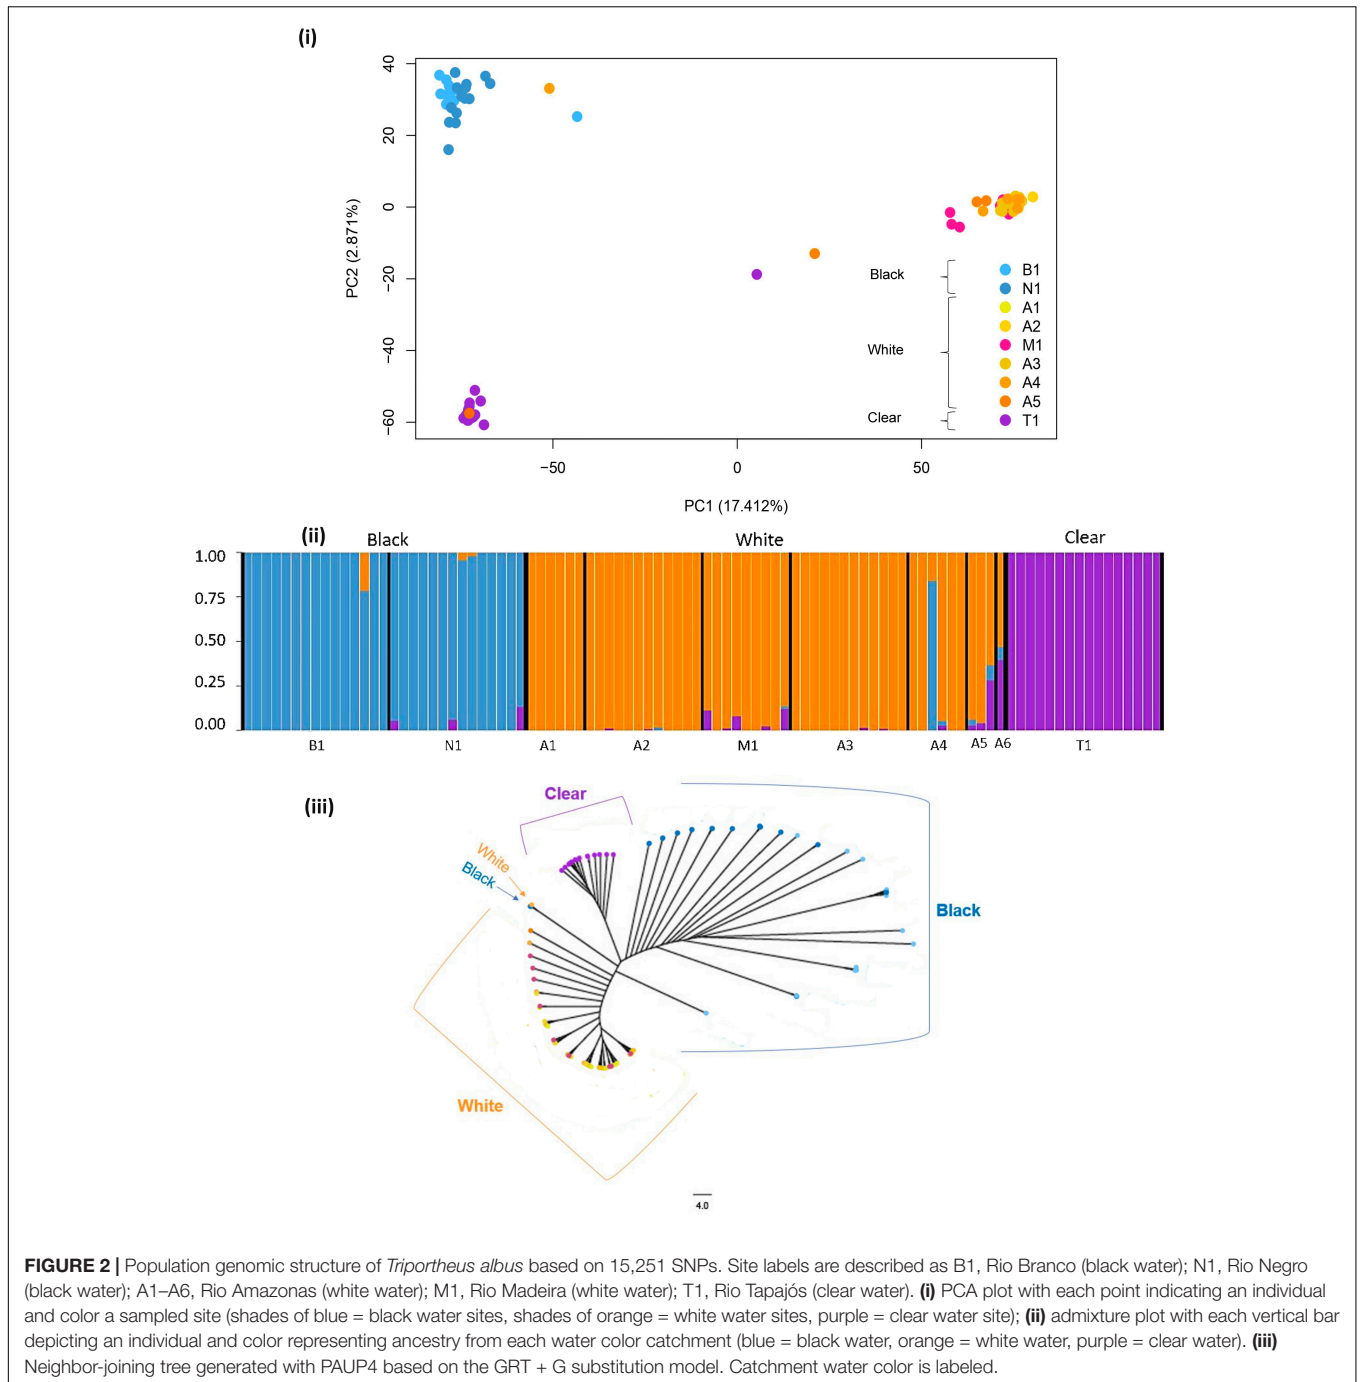 (i)
40
20
0
−20
−40
−60
PC2 (2.871%)
Black
White
Clear
B1
N1
A1
A2
M1
A3
A4
A5
T1
−50
0
50
PC1 (17.412%)
(ii)
Black
White
Clear
1.00
0.75
0.50
0.25
0.00
B1
N1
A1
A2
M1
A3
A4
A5
A6
T1
(iii)
Clear
White
Black
Black
White
4.0
FIGURE 2 | Population genomic structure of Triportheus albus based on 15,251 SNPs. Site labels are described as B1, Rio Branco (black water); N1, Rio Negro
(black water); A1–A6, Rio Amazonas (white water); M1, Rio Madeira (white water); T1, Rio Tapajós (clear water). (i) PCA plot with each point indicating an individual
and color a sampled site (shades of blue = black water sites, shades of orange = white water sites, purple = clear water site); (ii) admixture plot with each vertical bar
depicting an individual and color representing ancestry from each water color catchment (blue = black water, orange = white water, purple = clear water). (iii)
Neighbor-joining tree generated with PAUP4 based on the GRT + G substitution model. Catchment water color is labeled.